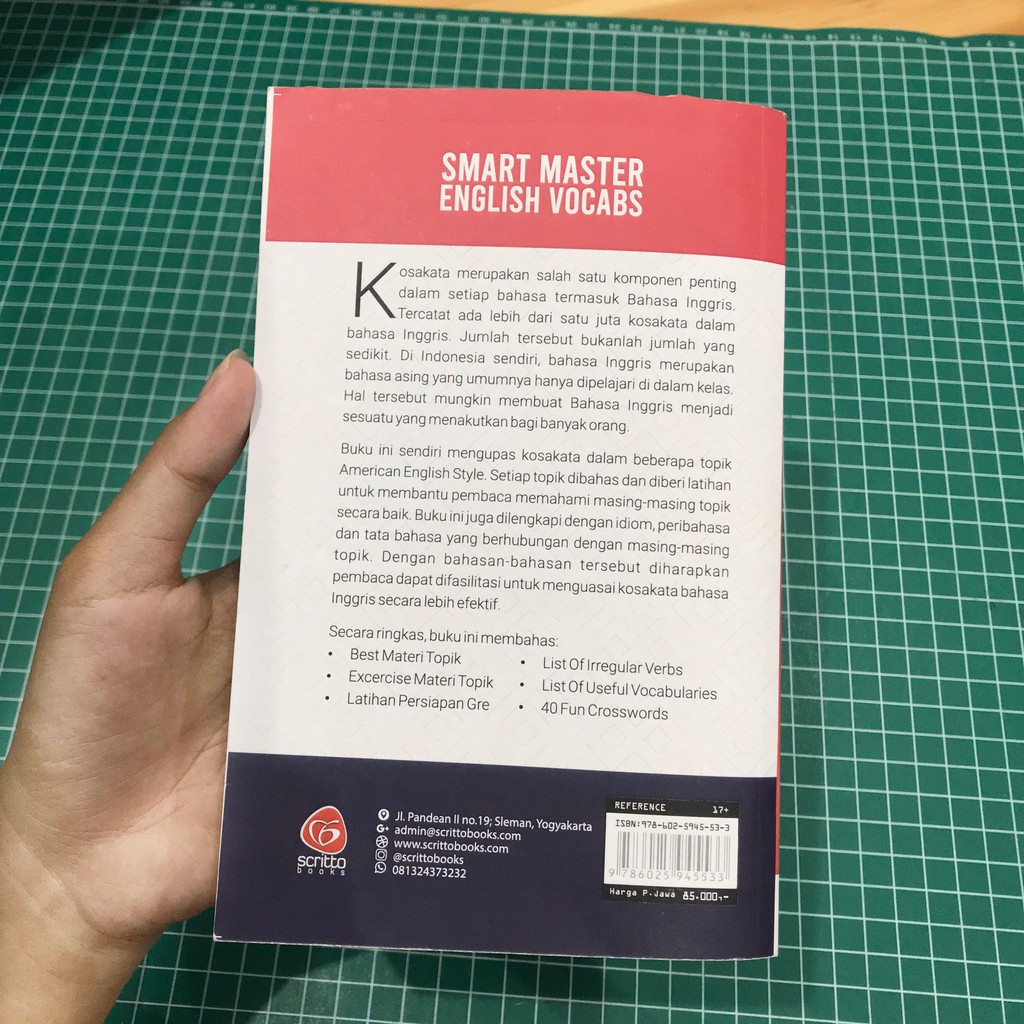 SMART MASTER
ENGLISH VOCABS
Kosakata merupakan salah satu komponen penting
dalam setiap bahasa termasuk Bahasa Inggris.
Tercatat ada lebih dari satu juta kosakata dalam
bahasa Inggris. Jumlah tersebut bukanlah jumlah yang
sedikit. Di Indonesia sendiri, bahasa Inggris merupakan
bahasa asing yang umumnya hanya dipelajari di dalam kelas.
Hal tersebut mungkin membuat Bahasa Inggris menjadi
sesuatu yang menakutkan bagi banyak orang.
Buku ini sendiri mengupas kosakata dalam beberapa topik
American English Style. Setiap topik dibahas dan diberi latihan
untuk membantu pembaca memahami masing-masing topik
secara baik. Buku ini juga dilengkapi dengan idiom, peribahasa
dan tata bahasa yang berhubungan dengan masing-masing
topik. Dengan bahasan-bahasan tersebut diharapkan
pembaca dapat difasilitasi untuk menguasai kosakata bahasa
Inggris secara lebih efektif.
Secara ringkas, buku ini membahas:
• Best Materi Topik
• Excercise Materi Topik
• Latihan Persiapan Gre
• List Of Irregular Verbs
• List Of Useful Vocabularies
• 40 Fun Crosswords
scritto
books
Jl. Pandean II no.19; Sleman, Yogyakarta
admin@scrittobooks.com
www.scrittobooks.com
@scrittobooks
081324373232
REFERENCE 17+
ISBN:978-602-5945-53-3
9 786025 945533
Harga P.Jawa 85.000,-